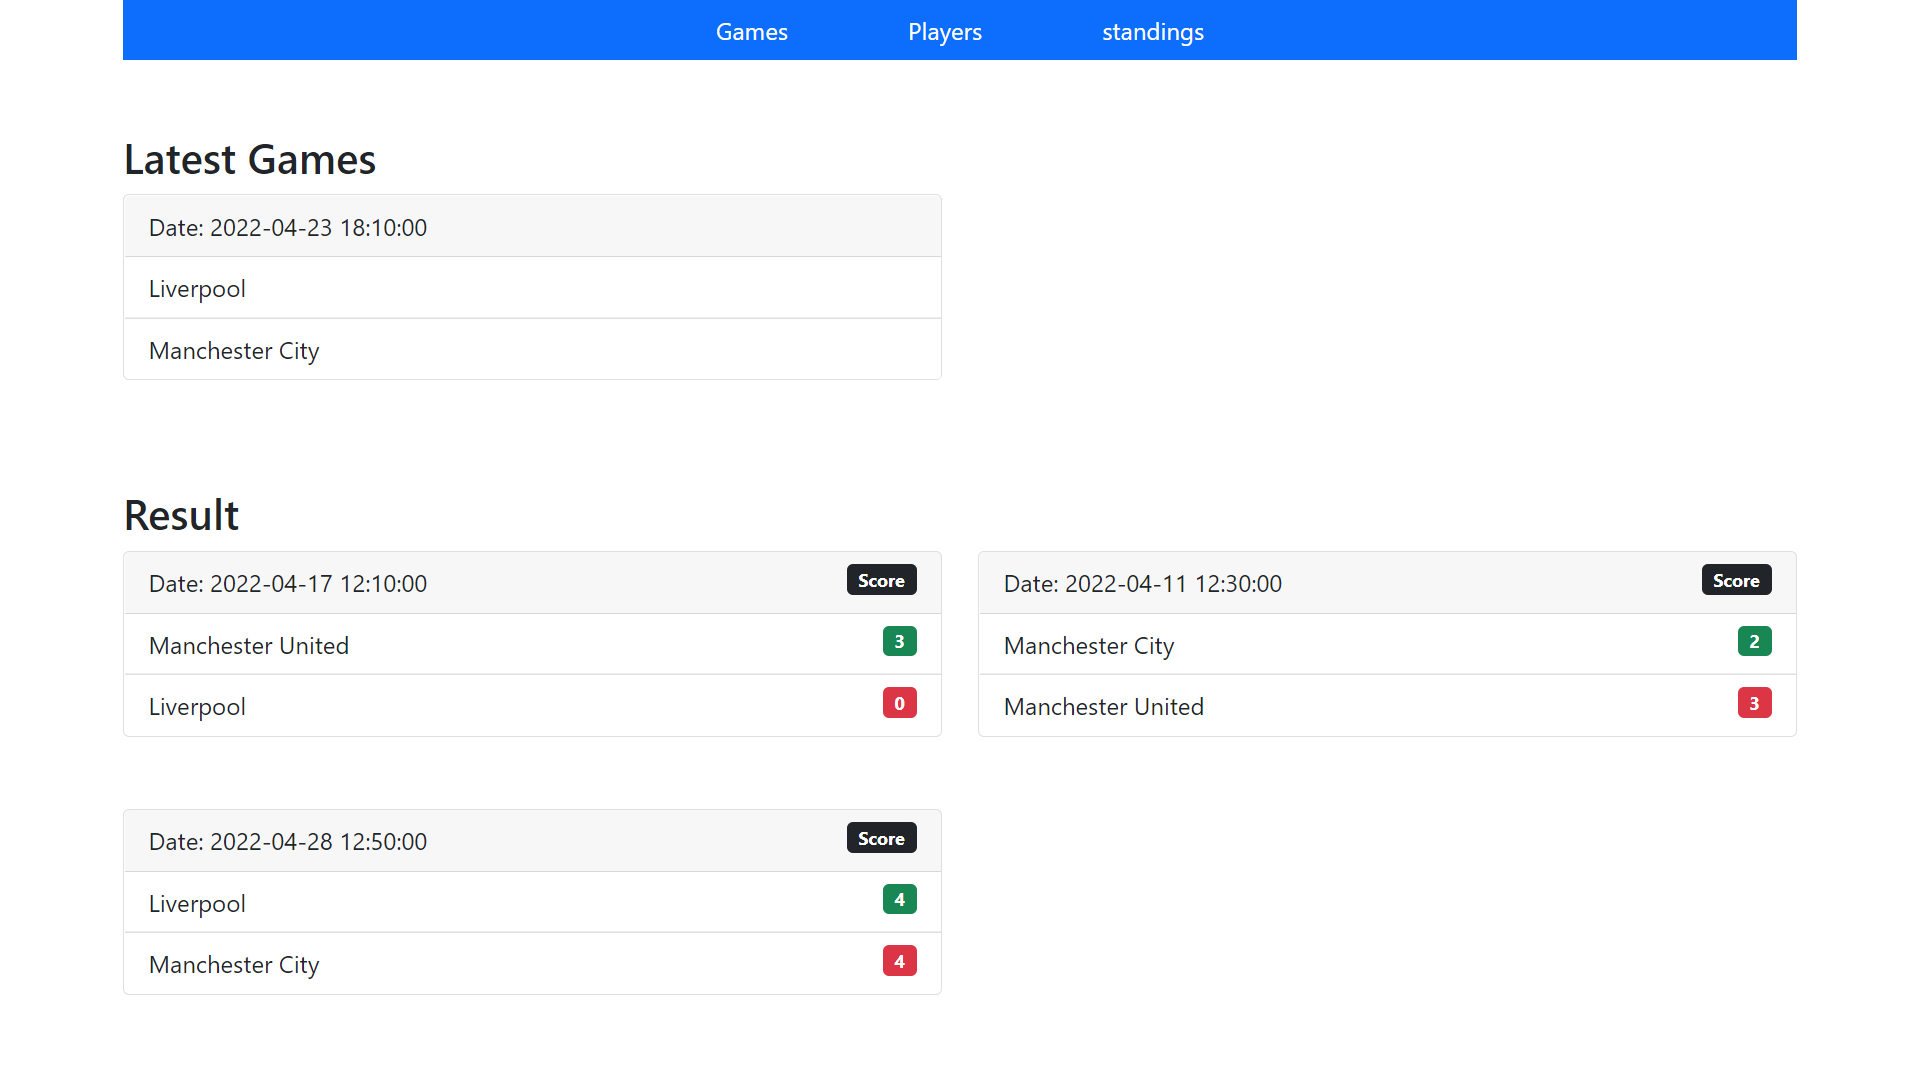 Games Players standings
Latest Games
Date: 2022-04-23 18:10:00
Liverpool
Manchester City
Result
Date: 2022-04-17 12:10:00 Score
Manchester United 3
Liverpool 0
Date: 2022-04-11 12:30:00 Score
Manchester City 2
Manchester United 3
Date: 2022-04-28 12:50:00 Score
Liverpool 4
Manchester City 4